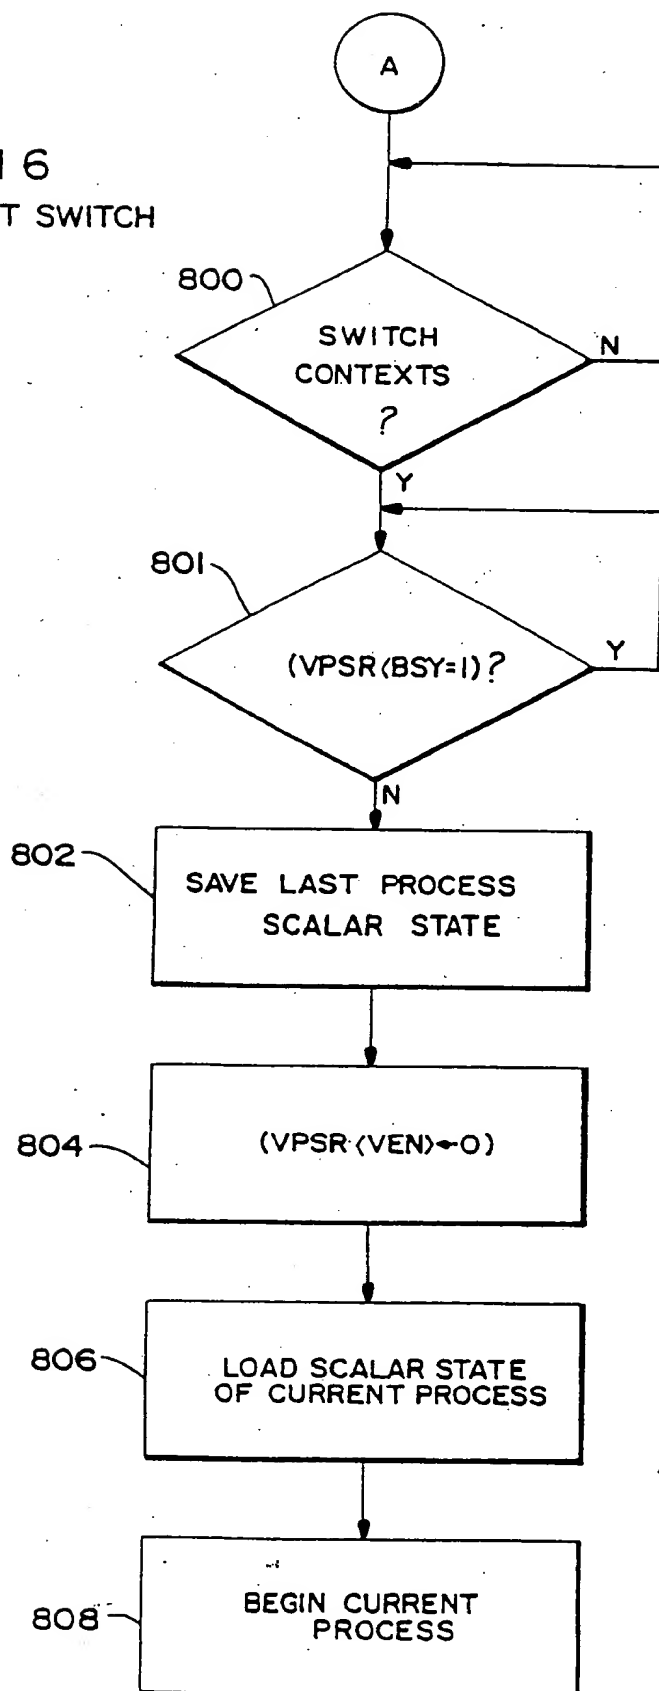 A
16
T SWITCH
800
SWITCH
CONTEXTS
?
N
Y
801
(VPSR<BSY=1)?
Y
N
802
SAVE LAST PROCESS
SCALAR STATE
804
(VPSR<VEN>←0)
806
LOAD SCALAR STATE
OF CURRENT PROCESS
808
BEGIN CURRENT
PROCESS